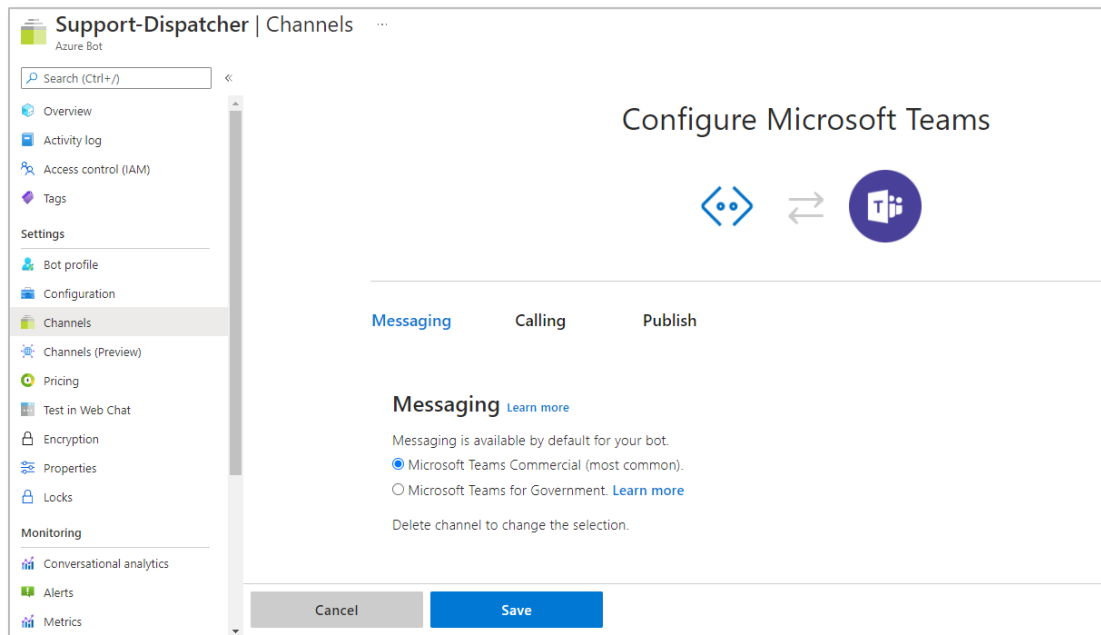 Support-Dispatcher | Channels ...
Azure Bot
Search (Ctrl+/)
«
Overview
Activity log
Access control (IAM)
Tags
Settings
Bot profile
Configuration
Channels
Channels (Preview)
Pricing
Test in Web Chat
Encryption
Properties
Locks
Monitoring
Conversational analytics
Alerts
Metrics
Configure Microsoft Teams
T
Messaging Calling Publish
Messaging Learn more
Messaging is available by default for your bot.
Microsoft Teams Commercial (most common).
Microsoft Teams for Government. Learn more
Delete channel to change the selection.
Cancel Save